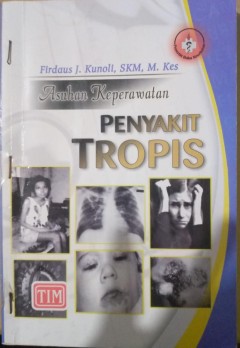 Firdaus J. Kunoli, SKM, M. Kes
Asuhan Keperawatan
PENYAKIT
TROPIS
TIM